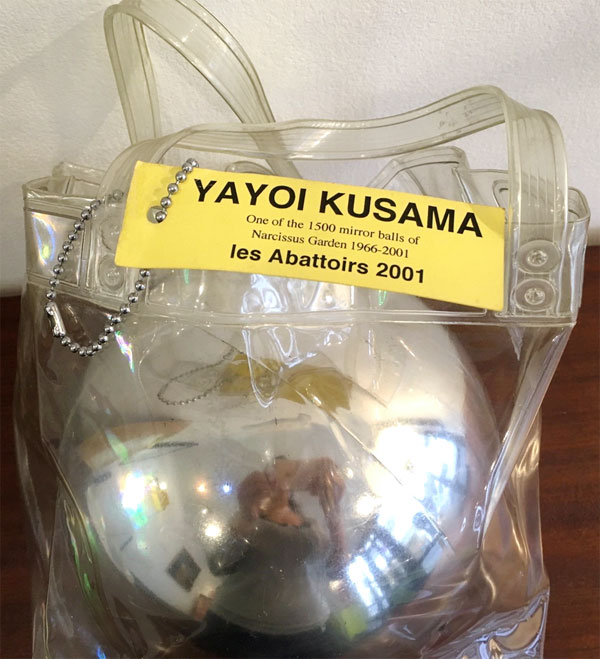 YAYOI KUSAMA
One of the 1500 mirror balls of
Narcissus Garden 1966-2001
les Abattoirs 2001